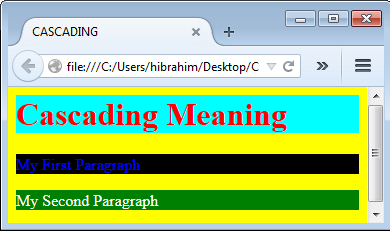 CASCADING
file:///C:/Users/hibrahim/Desktop/C
Cascading Meaning
My First Paragraph
My Second Paragraph